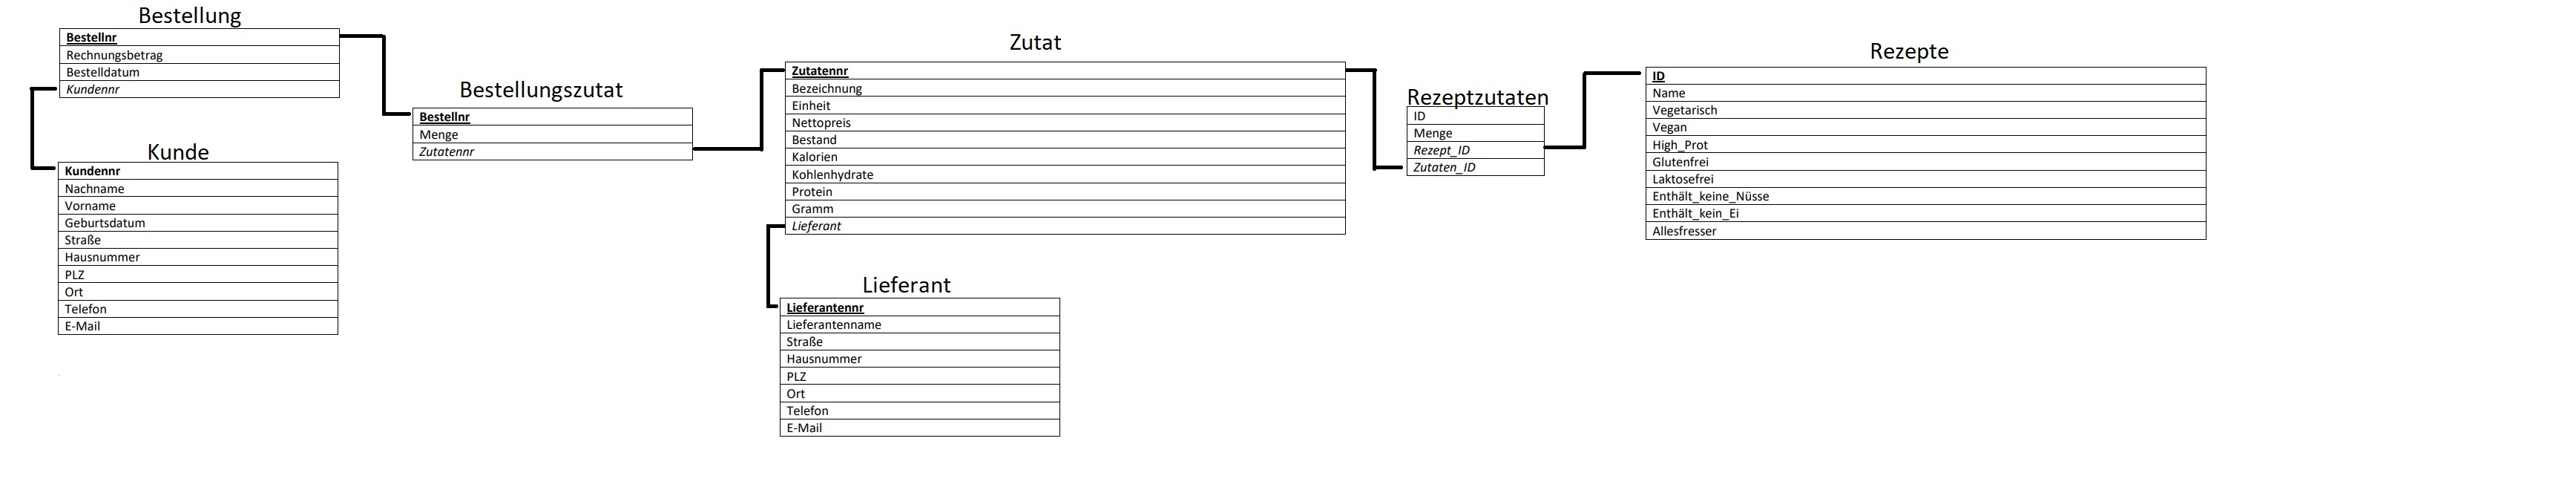 Bestellung
Bestellnr
Rechnungsbetrag
Bestelldatum
Kundennr
Kunde
Kundennr
Nachname
Vorname
Geburtsdatum
Straße
Hausnummer
PLZ
Ort
Telefon
E-Mail
Bestellungszutat
Bestellnr
Menge
Zutatennr
Zutat
Zutatennr
Bezeichnung
Einheit
Nettopreis
Bestand
Kalorien
Kohlenhydrate
Protein
Gramm
Lieferant
Lieferant
Lieferantennr
Lieferantenname
Straße
Hausnummer
PLZ
Ort
Telefon
E-Mail
Rezeptzutaten
ID
Menge
Rezept_ID
Zutaten_ID
Rezepte
ID
Name
Vegetarisch
Vegan
High_Prot
Glutenfrei
Laktosefrei
Enthält_keine_Nüsse
Enthält_kein_Ei
Allesfresser